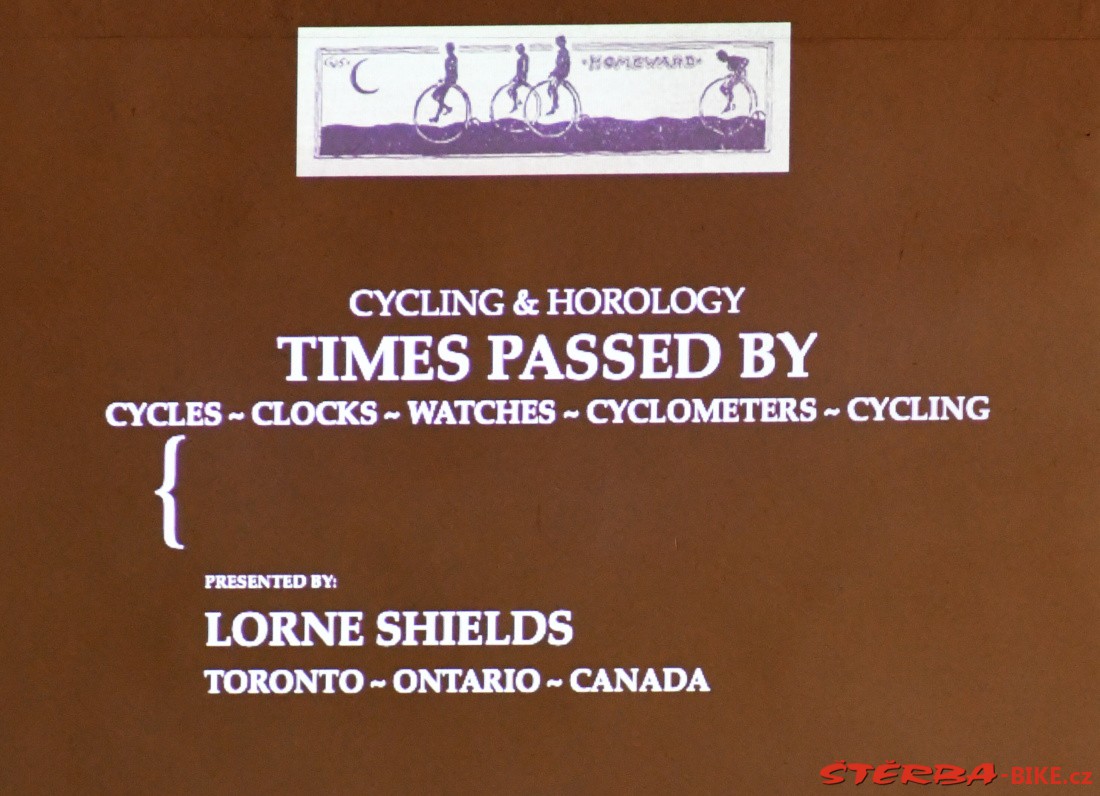 ·HOMEWARD·
CYCLING & HOROLOGY
TIMES PASSED BY
CYCLES ~ CLOCKS ~ WATCHES ~ CYCLOMETERS ~ CYCLING
{
PRESENTED BY:
LORNE SHIELDS
TORONTO ~ ONTARIO ~ CANADA
ŠTĚRBA-BIKE.cz